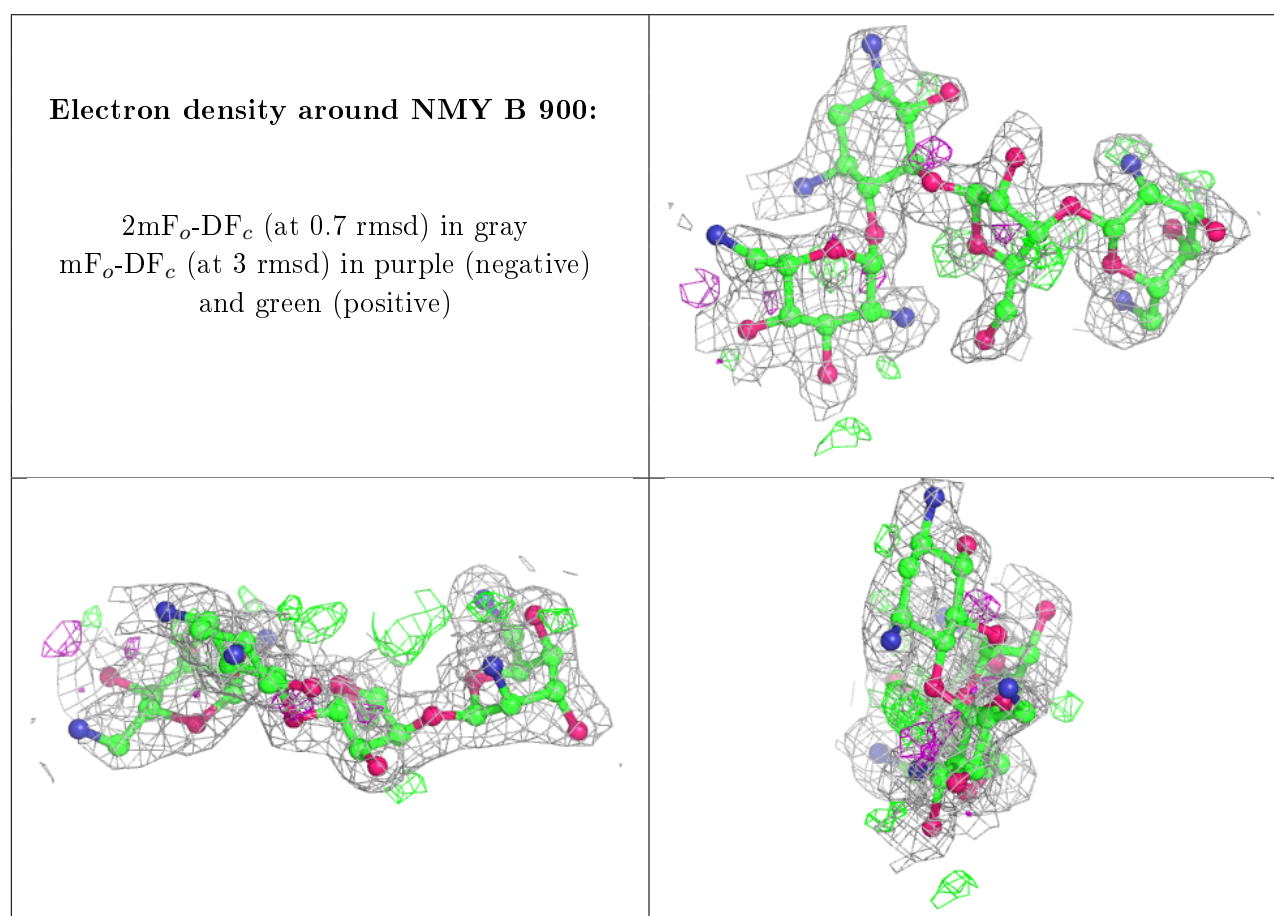 Electron density around NMY B 900:
2mFo-DFc (at 0.7 rmsd) in gray
mFo-DFc (at 3 rmsd) in purple (negative)
and green (positive)